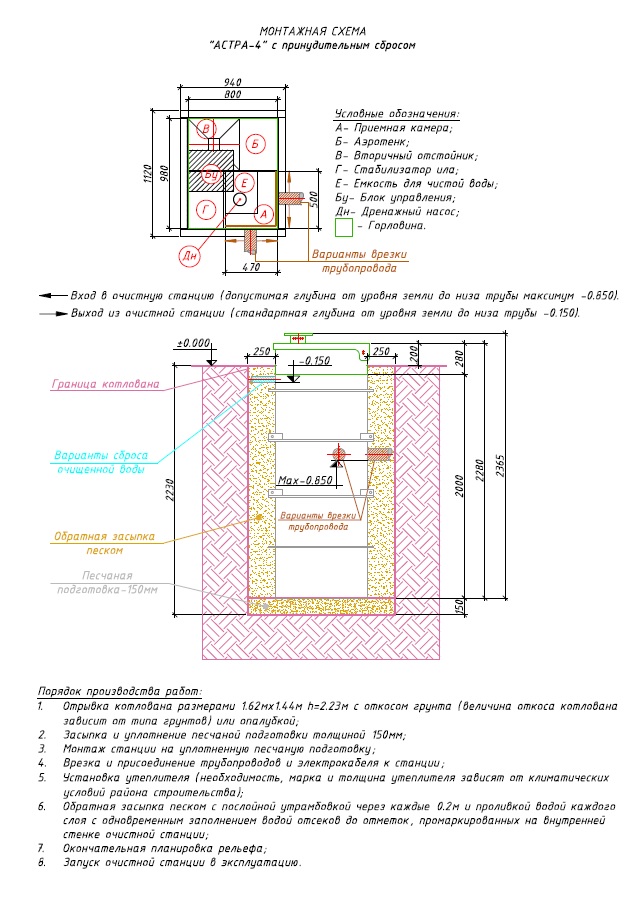 МОНТАЖНАЯ СХЕМА
"АСТРА-4" с принудительным сбросом
940
800
1120
980
500
470
В
Б
Бу
Е
Г
А
Дн
Варианты врезки
трубопровода
Условные обозначения:
А- Приемная камера;
Б- Аэротенк;
В- Вторичный отстойник;
Г- Стабилизатор ила;
Е- Емкость для чистой воды;
Бу- Блок управления;
Дн- Дренажный насос;
- Горловина.
Вход в очистную станцию (допустимая глубина от уровня земли до низа трубы максимум -0.850).
Выход из очистной станции (стандартная глубина от уровня земли до низа трубы -0.150).
±0.000
250
-0.150
250
200
280
Граница котлована
Варианты сброса
очищенной воды
2230
Max-0.850
2000
2280
2365
Варианты врезки
трубопровода
Обратная засыпка
песком
Песчаная
подготовка-150мм
150
Порядок производства работ:
1. Отрывка котлована размерами 1.62мх1.44м h=2.23м с откосом грунта (величина откоса котлована
зависит от типа грунтов) или опалубкой;
2. Засыпка и уплотнение песчаной подготовки толщиной 150мм;
3. Монтаж станции на уплотненную песчаную подготовку;
4. Врезка и присоединение трубопроводов и электрокабеля к станции;
5. Установка утеплителя (необходимость, марка и толщина утеплителя зависят от климатических
условий района строительства);
6. Обратная засыпка песком с послойной утрамбовкой через каждые 0.2м и проливкой водой каждого
слоя с одновременным заполнением водой отсеков до отметок, промаркированных на внутренней
стенке очистной станции;
7. Окончательная планировка рельефа;
8. Запуск очистной станции в эксплуатацию.